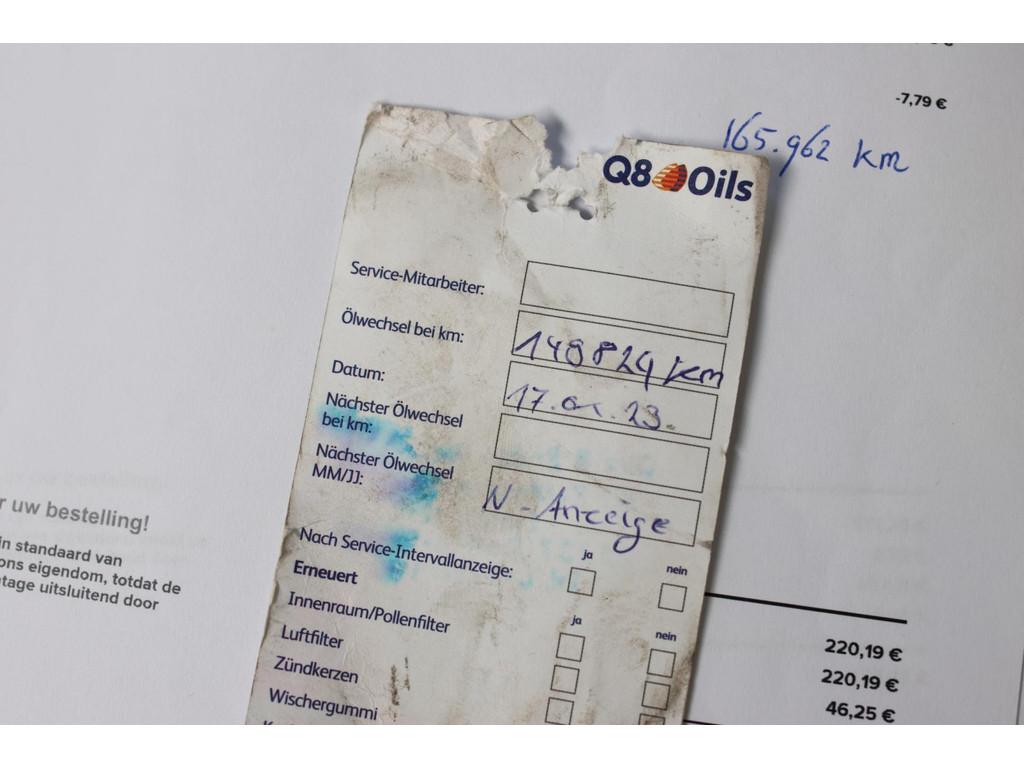 -7,79 €
165.962 km
Q8 Oils
Service-Mitarbeiter:
Ölwechsel bei km: 149824 km
Datum: 17.01.23.
Nächster Ölwechsel
bei km:
Nächster Ölwechsel
MM/JJ: N-Anzeige
Nach Service-Intervallanzeige: ja nein
Erneuert
Innenraum/Pollenfilter ja nein
Luftfilter
Zündkerzen
Wischergummi
r uw bestelling!
in standaard van
ons eigendom, totdat de
tage uitsluitend door
220,19 €
220,19 €
46,25 €